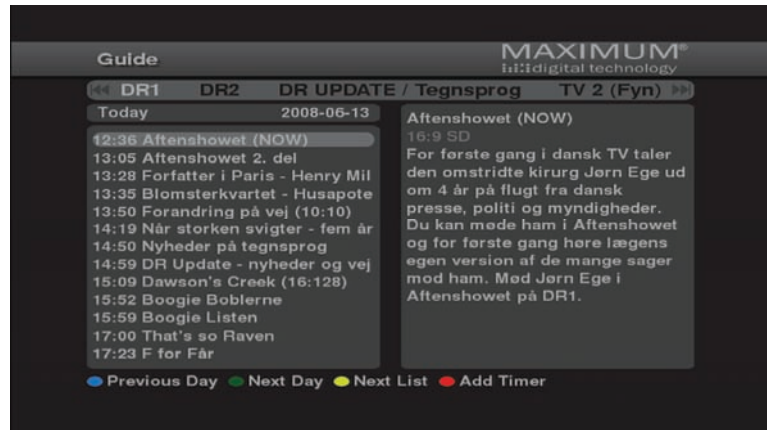 Guide
MAXIMUM®
digital technology
DR1 DR2 DR UPDATE / Tegnsprog TV 2 (Fyn)
Today 2008-06-13
12:36 Aftenshowet (NOW)
13:05 Aftenshowet 2. del
13:28 Forfatter i Paris - Henry Mil
13:35 Blomsterkvartet - Husapote
13:50 Forandring på vej (10:10)
14:19 Når storken svigter - fem år
14:50 Nyheder på tegnsprog
14:59 DR Update - nyheder og vej
15:09 Dawson's Creek (16:128)
15:52 Boogie Boblerne
15:59 Boogie Listen
17:00 That's so Raven
17:23 F for Får
Aftenshowet (NOW)
16:9 SD
For første gang i dansk TV taler
den omstridte kirurg Jørn Ege ud
om 4 år på flugt fra dansk
presse, politi og myndigheder.
Du kan møde ham i Aftenshowet
og for første gang høre lægens
egen version af de mange sager
mod ham. Mød Jørn Ege i
Aftenshowet på DR1.
Previous Day Next Day Next List Add Timer